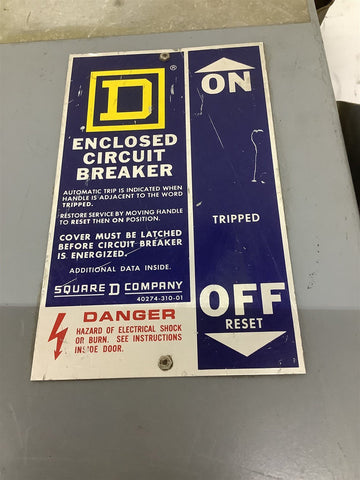 D
®
ENCLOSED
CIRCUIT
BREAKER
AUTOMATIC TRIP IS INDICATED WHEN
HANDLE IS ADJACENT TO THE WORD
TRIPPED.
RESTORE SERVICE BY MOVING HANDLE
TO RESET THEN ON POSITION.
COVER MUST BE LATCHED
BEFORE CIRCUIT BREAKER
IS ENERGIZED.
ADDITIONAL DATA INSIDE.
SQUARE D COMPANY
40274-310-01
DANGER
HAZARD OF ELECTRICAL SHOCK
OR BURN. SEE INSTRUCTIONS
INSIDE DOOR.
ON
TRIPPED
OFF
RESET